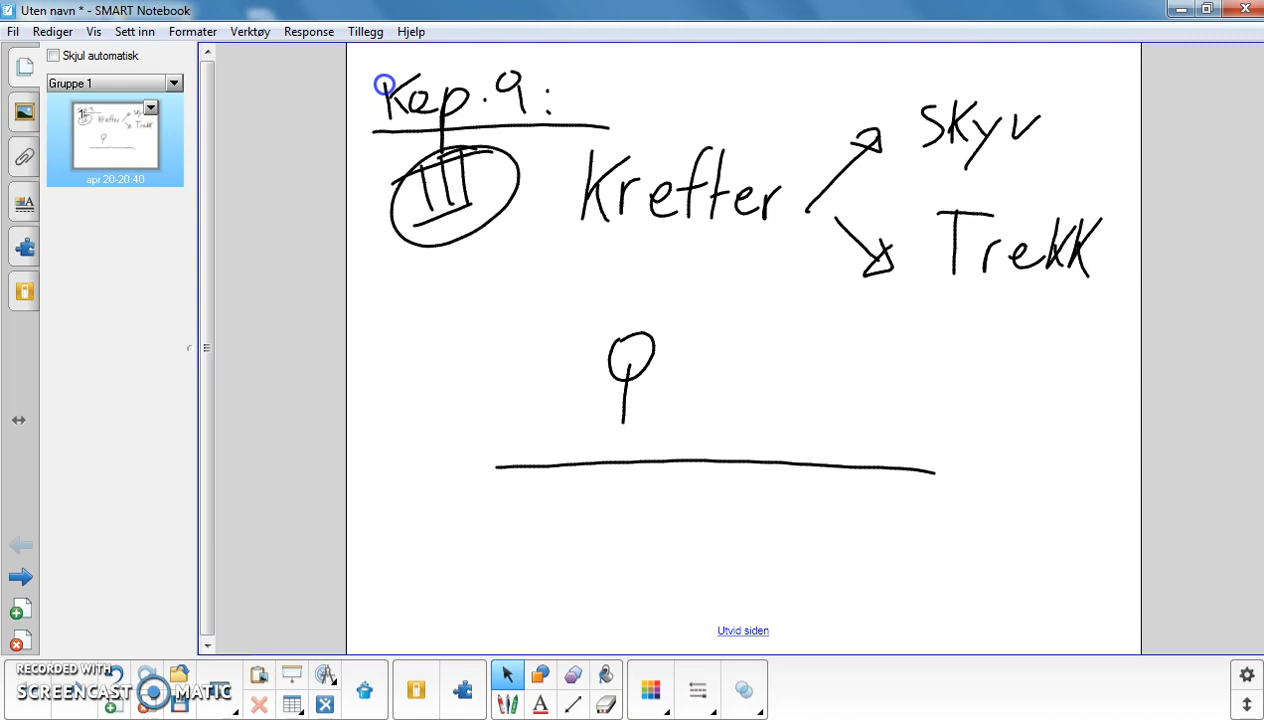 Uten navn * - SMART Notebook
Fil Rediger Vis Sett inn Formater Verktøy Response Tillegg Hjelp
Skjul automatisk
Gruppe 1
apr 20-20:40
Kap. 9:
III Krefter
Skyv
Trekk
Utvid siden
RECORDED WITH
SCREENCAST MATIC